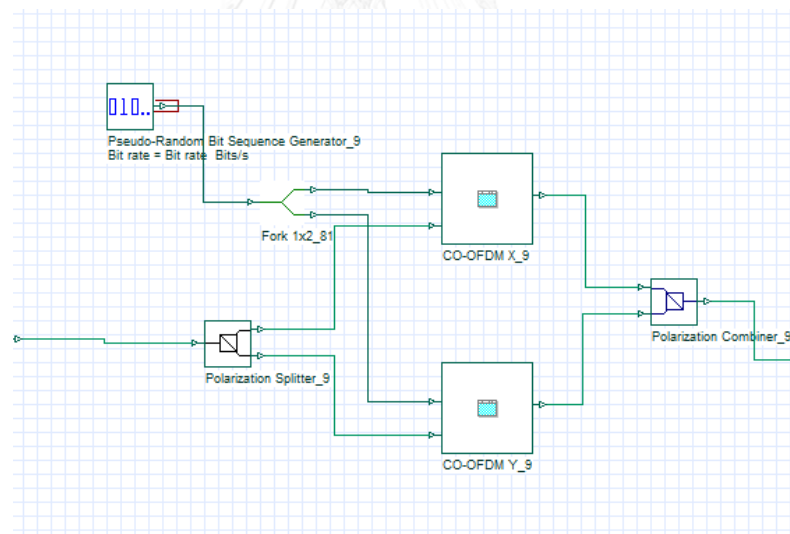 010..
Pseudo-Random Bit Sequence Generator_9
Bit rate = Bit rate Bits/s
Fork 1x2_81
CO-OFDM X_9
Polarization Combiner_9
Polarization Splitter_9
CO-OFDM Y_9